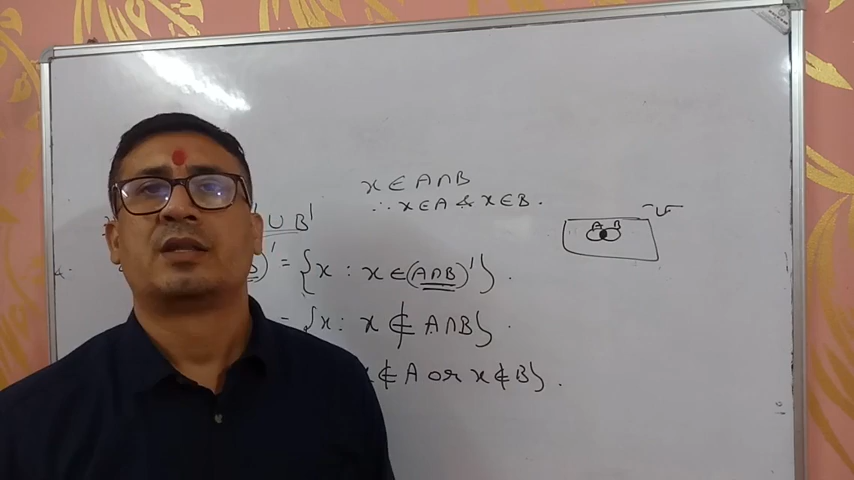 x ∈ A∩B
∴ x∈A & x∈B.
' ∪ B'
)' = {x : x ∈ (A∩B)'}.
= {x : x ∉ A∩B}.
x ∉ A or x ∉ B}.
A B
U